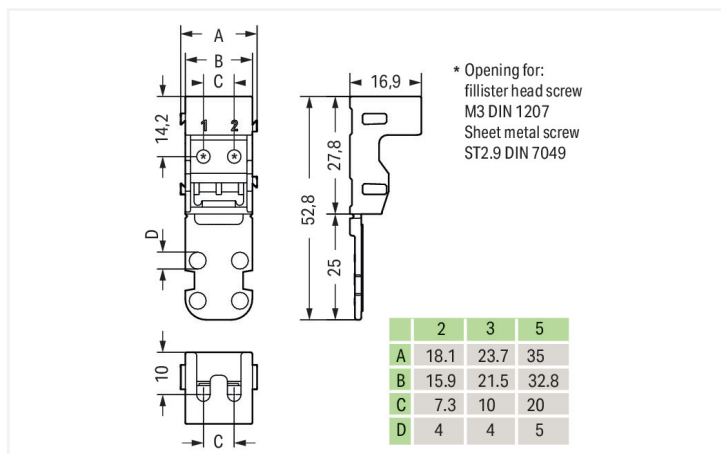 A
B
C
14,2
1 2
* *
D
10
C
16,9
27,8
52,8
25
* Opening for:
fillister head screw
M3 DIN 1207
Sheet metal screw
ST2.9 DIN 7049
2 3 5
A 18.1 23.7 35
B 15.9 21.5 32.8
C 7.3 10 20
D 4 4 5